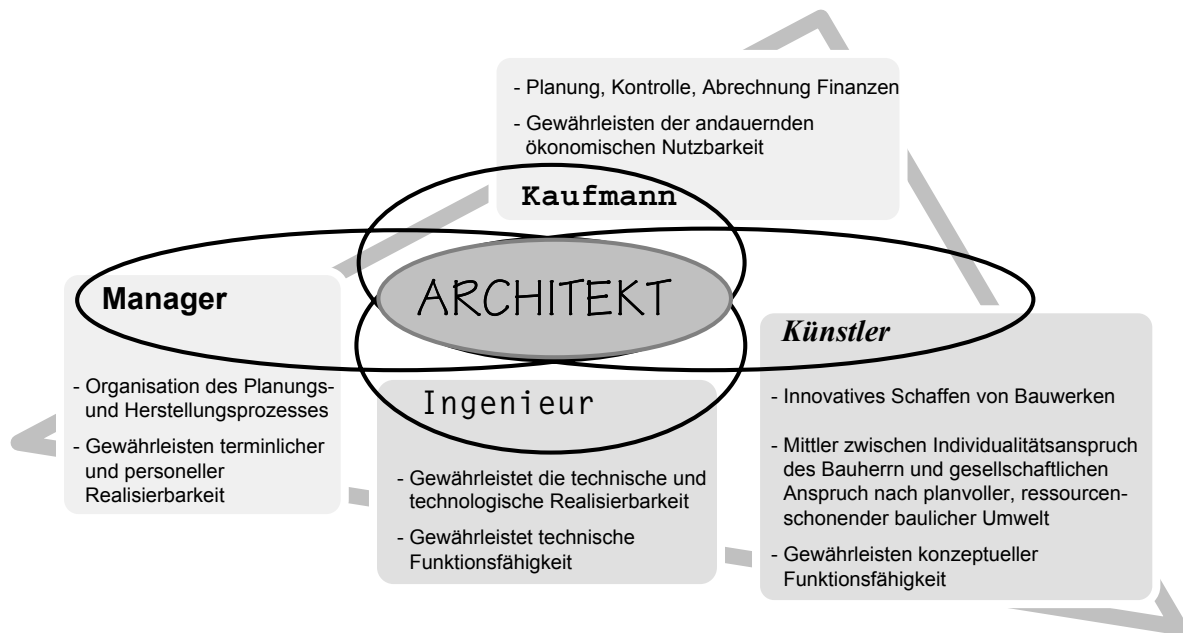 - Planung, Kontrolle, Abrechnung Finanzen
- Gewährleisten der andauernden
ökonomischen Nutzbarkeit
Kaufmann
ARCHITEKT
Manager
- Organisation des Planungs-
und Herstellungsprozesses
- Gewährleisten terminlicher
und personeller
Realisierbarkeit
Ingenieur
- Gewährleistet die technische und
technologische Realisierbarkeit
- Gewährleistet technische
Funktionsfähigkeit
Künstler
- Innovatives Schaffen von Bauwerken
- Mittler zwischen Individualitätsanspruch
des Bauherrn und gesellschaftlichen
Anspruch nach planvoller, ressourcen-
schonender baulicher Umwelt
- Gewährleisten konzeptueller
Funktionsfähigkeit